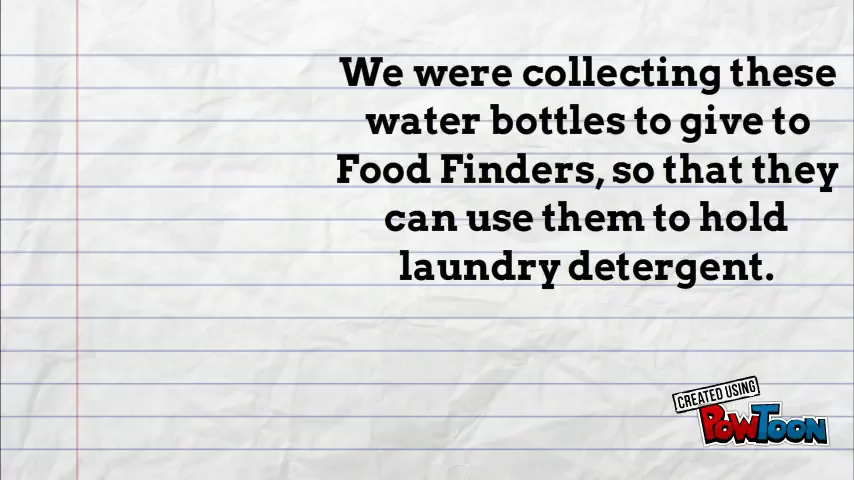 We were collecting these
water bottles to give to
Food Finders, so that they
can use them to hold
laundry detergent.
CREATED USING
POWTOON